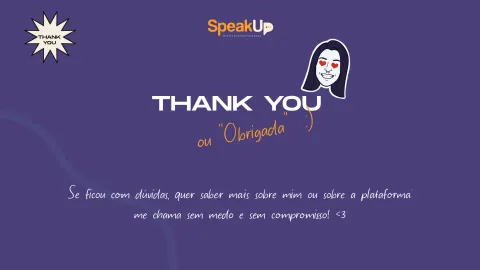 SpeakUp
THANK
YOU
THANK YOU
ou "Obrigada" :)
Se ficou com dúvidas, quer saber mais sobre mim ou sobre a plataforma
me chama sem medo e sem compromisso! <3